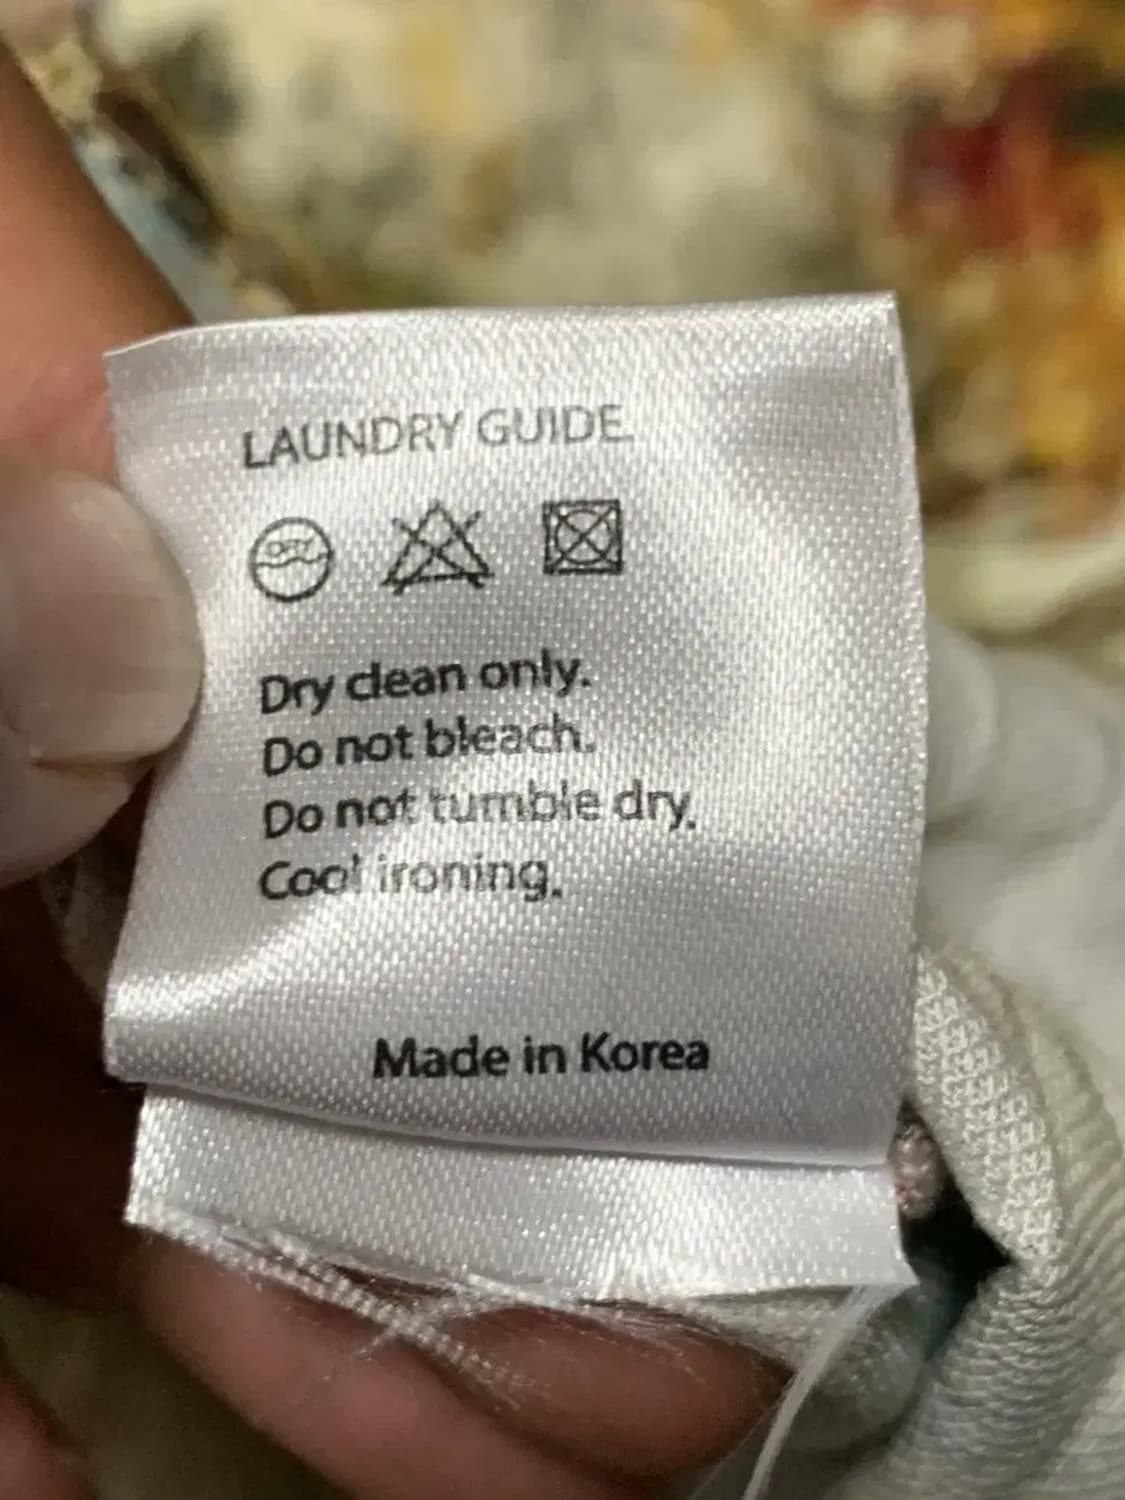 LAUNDRY GUIDE
DRY
Dry clean only.
Do not bleach.
Do not tumble dry.
Cool ironing.
Made in Korea